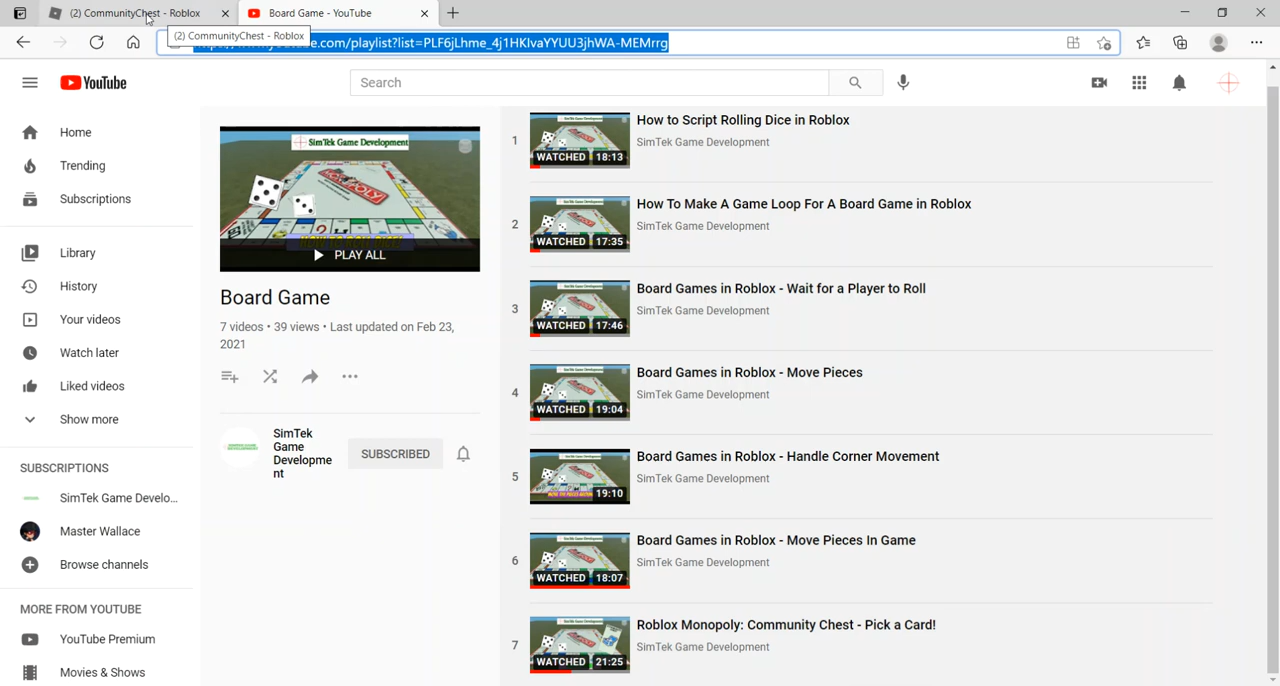 (2) CommunityChest - Roblox
Board Game - YouTube
(2) CommunityChest - Roblox
be.com/playlist?list=PLF6jLhme_4j1HKIvaYYUU3jhWA-MEMrrg
YouTube
Search
Home
Trending
Subscriptions
Library
History
Your videos
Watch later
Liked videos
Show more
SUBSCRIPTIONS
SimTek Game Develo...
Master Wallace
Browse channels
MORE FROM YOUTUBE
YouTube Premium
Movies & Shows
SimTek Game Development
MONOPOLY
HOW TO ROLL DICE!
PLAY ALL
Board Game
7 videos • 39 views • Last updated on Feb 23,
2021
SimTek
Game
Developme
nt
SUBSCRIBED
1
WATCHED 18:13
How to Script Rolling Dice in Roblox
SimTek Game Development
2
WATCHED 17:35
How To Make A Game Loop For A Board Game in Roblox
SimTek Game Development
3
WATCHED 17:46
Board Games in Roblox - Wait for a Player to Roll
SimTek Game Development
4
WATCHED 19:04
Board Games in Roblox - Move Pieces
SimTek Game Development
5
19:10
Board Games in Roblox - Handle Corner Movement
SimTek Game Development
6
WATCHED 18:07
Board Games in Roblox - Move Pieces In Game
SimTek Game Development
7
WATCHED 21:25
Roblox Monopoly: Community Chest - Pick a Card!
SimTek Game Development